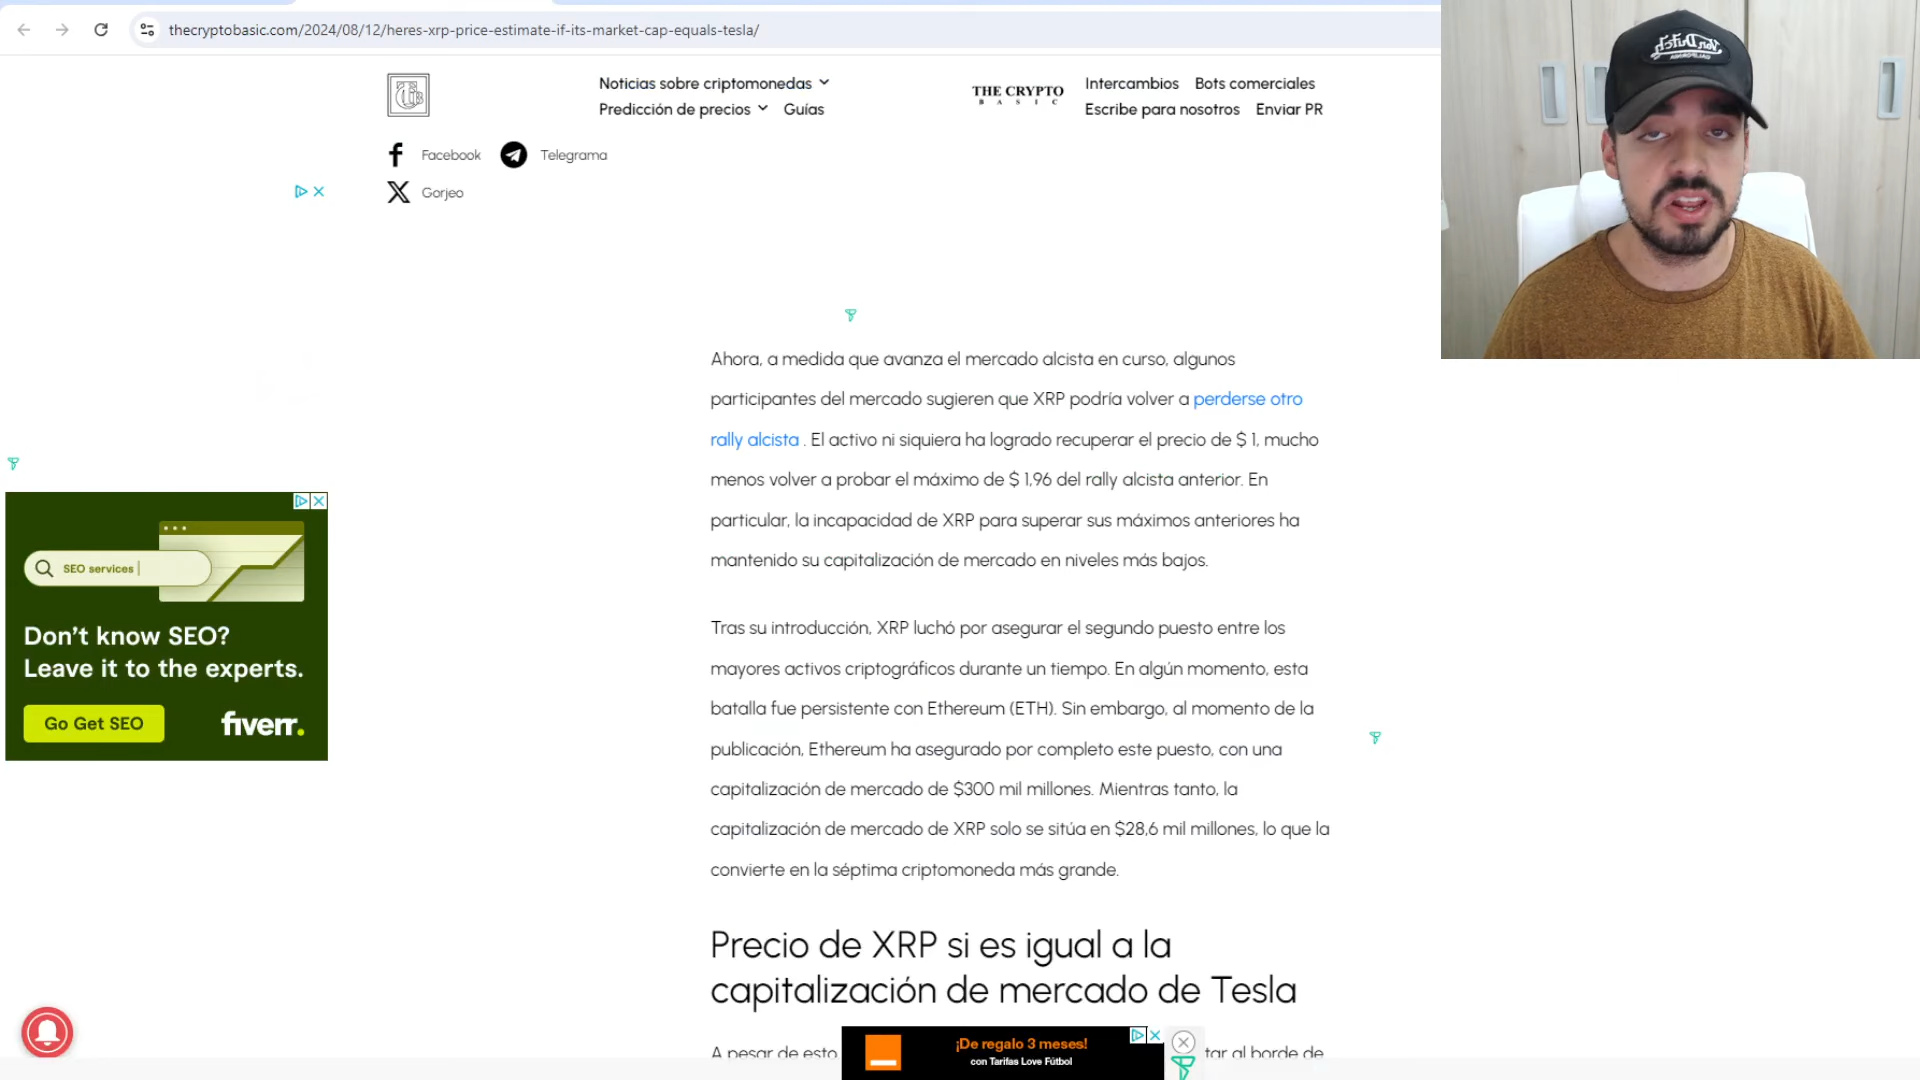 thecryptobasic.com/2024/08/12/heres-xrp-price-estimate-if-its-market-cap-equals-tesla/
Noticias sobre criptomonedas
Predicción de precios
Guías
THE CRYPTO
BASIC
Intercambios
Bots comerciales
Escribe para nosotros
Enviar PR
Von Dutch
Facebook
Telegrama
Gorjeo
Ahora, a medida que avanza el mercado alcista en curso, algunos
participantes del mercado sugieren que XRP podría volver a perderse otro
rally alcista . El activo ni siquiera ha logrado recuperar el precio de $ 1, mucho
menos volver a probar el máximo de $ 1,96 del rally alcista anterior. En
particular, la incapacidad de XRP para superar sus máximos anteriores ha
mantenido su capitalización de mercado en niveles más bajos.
SEO services
Don't know SEO?
Leave it to the experts.
Go Get SEO
fiverr.
Tras su introducción, XRP luchó por asegurar el segundo puesto entre los
mayores activos criptográficos durante un tiempo. En algún momento, esta
batalla fue persistente con Ethereum (ETH). Sin embargo, al momento de la
publicación, Ethereum ha asegurado por completo este puesto, con una
capitalización de mercado de $300 mil millones. Mientras tanto, la
capitalización de mercado de XRP solo se sitúa en $28,6 mil millones, lo que la
convierte en la séptima criptomoneda más grande.
Precio de XRP si es igual a la
capitalización de mercado de Tesla
A pesar de esto
tar al borde de
¡De regalo 3 meses!
con Tarifas Love Fútbol